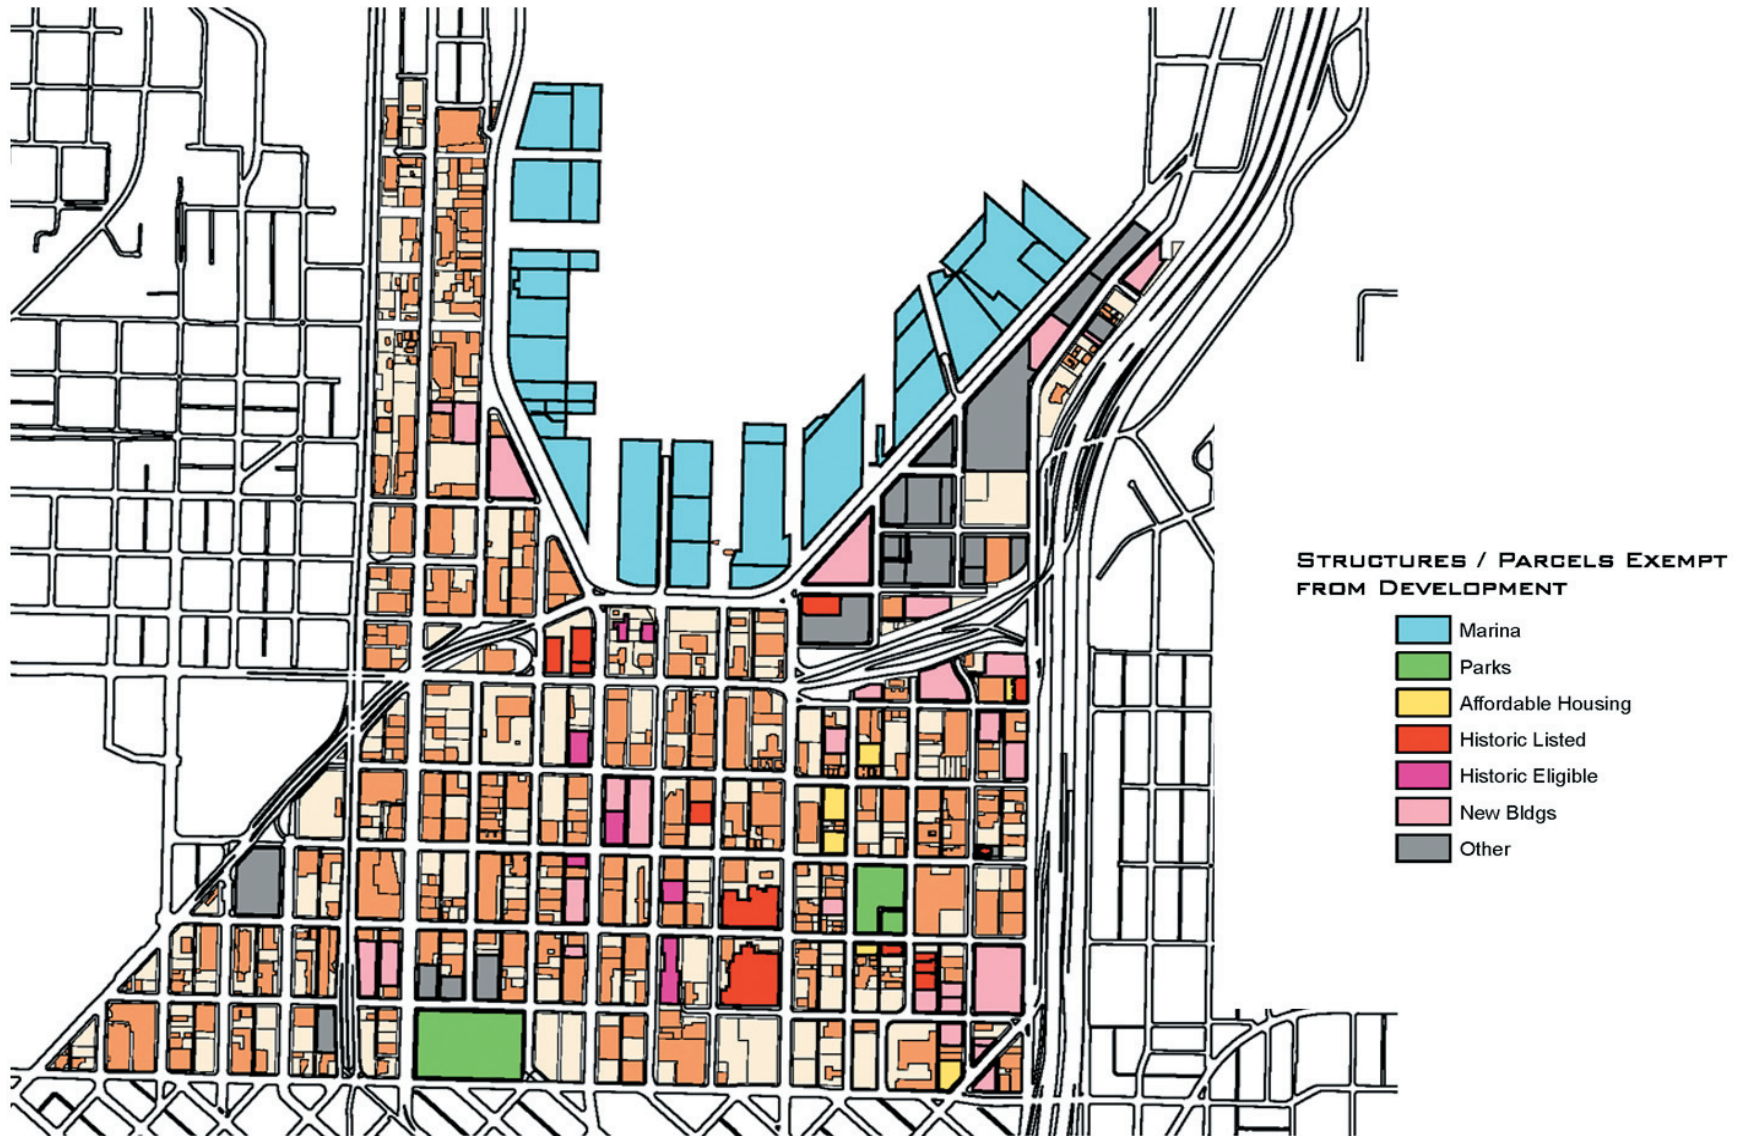 Structures / Parcels Exempt
from Development
Marina
Parks
Affordable Housing
Historic Listed
Historic Eligible
New Bldgs
Other